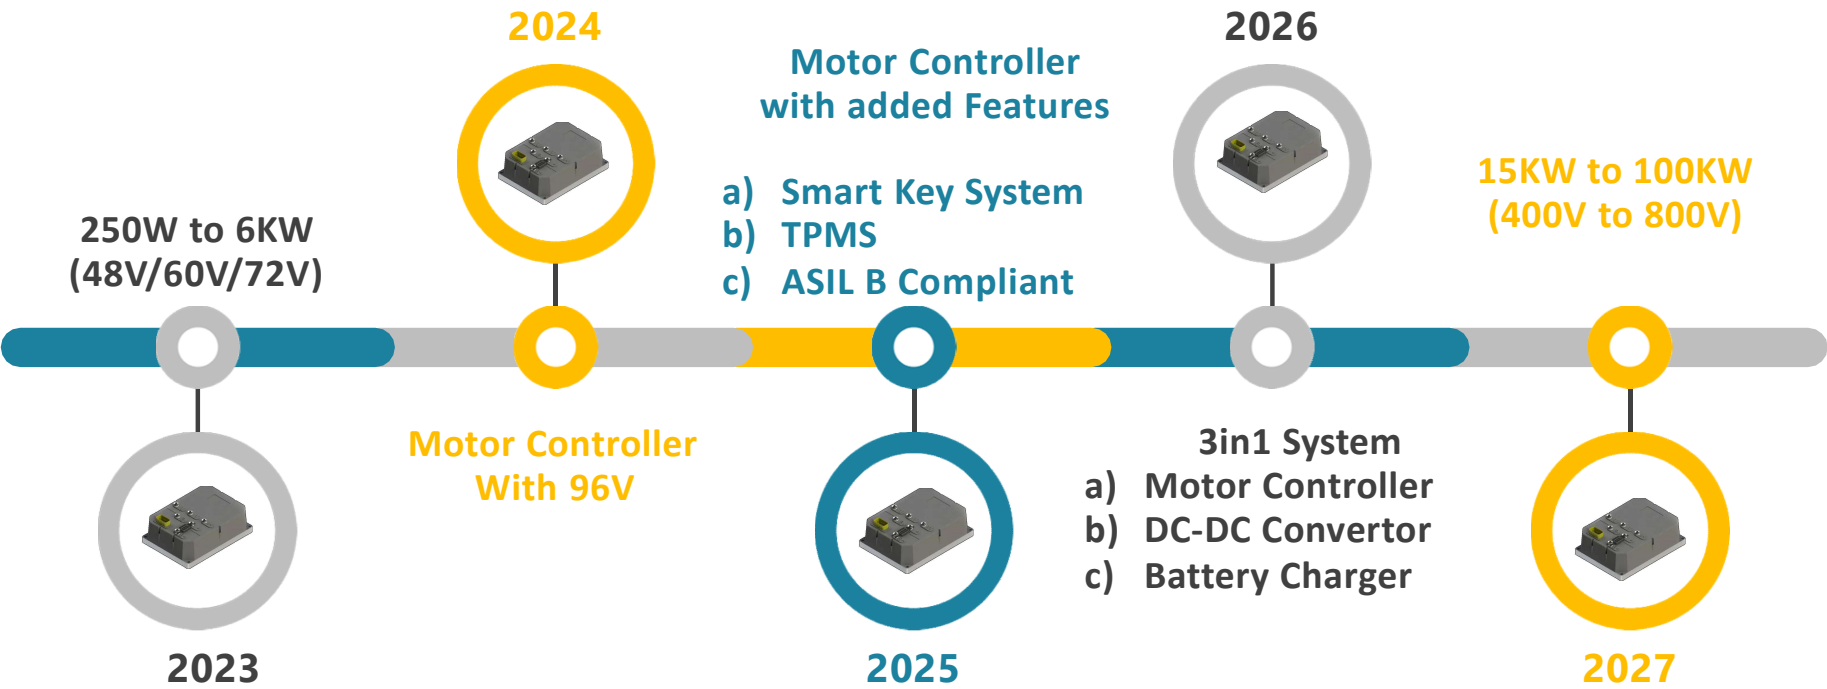 2023
250W to 6KW
(48V/60V/72V)
2024
Motor Controller
With 96V
Motor Controller
with added Features
a) Smart Key System
b) TPMS
c) ASIL B Compliant
2025
2026
3in1 System
a) Motor Controller
b) DC-DC Convertor
c) Battery Charger
15KW to 100KW
(400V to 800V)
2027